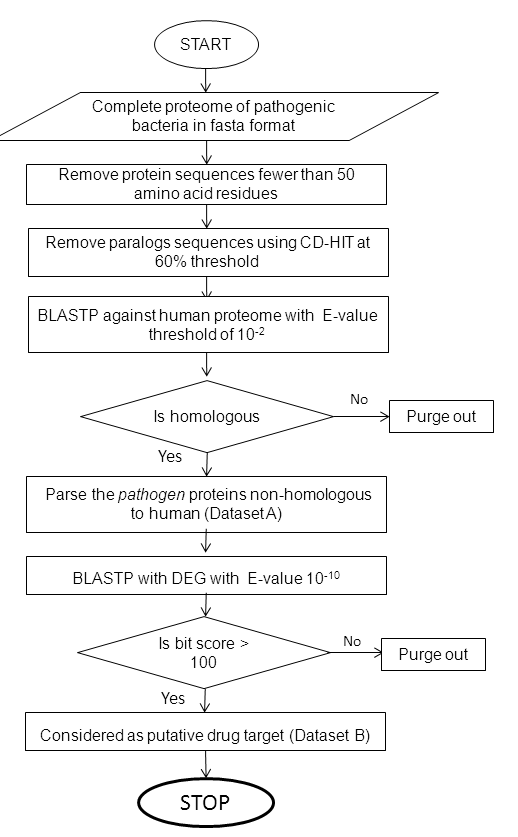 START
Complete proteome of pathogenic
bacteria in fasta format
Remove protein sequences fewer than 50
amino acid residues
Remove paralogs sequences using CD-HIT at
60% threshold
BLASTP against human proteome with E-value
threshold of 10⁻²
Is homologous
No
Purge out
Yes
Parse the pathogen proteins non-homologous
to human (Dataset A)
BLASTP with DEG with E-value 10⁻¹⁰
Is bit score >
100
No
Purge out
Yes
Considered as putative drug target (Dataset B)
STOP